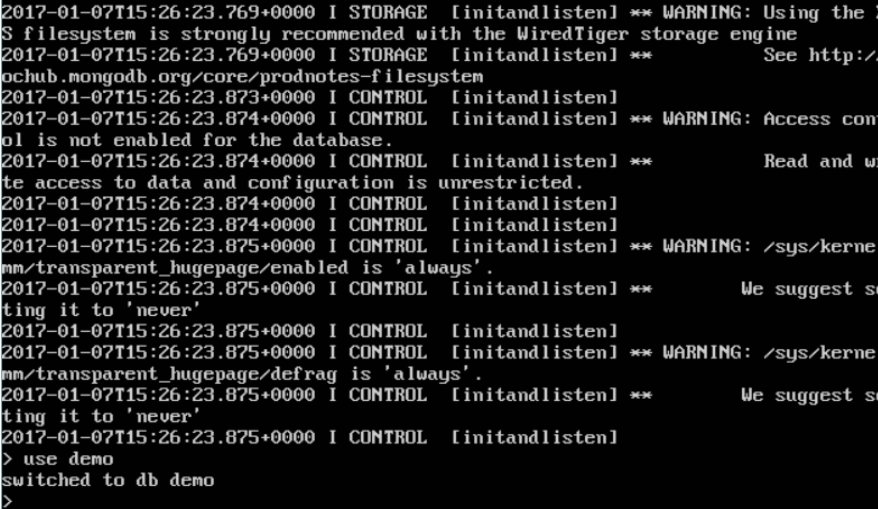 2017-01-07T15:26:23.769+0000 I STORAGE  [initandlisten] ** WARNING: Using the
S filesystem is strongly recommended with the WiredTiger storage engine
2017-01-07T15:26:23.769+0000 I STORAGE  [initandlisten] **          See http:/
ochub.mongodb.org/core/prodnotes-filesystem
2017-01-07T15:26:23.873+0000 I CONTROL  [initandlisten]
2017-01-07T15:26:23.874+0000 I CONTROL  [initandlisten] ** WARNING: Access con
ol is not enabled for the database.
2017-01-07T15:26:23.874+0000 I CONTROL  [initandlisten] **          Read and w
te access to data and configuration is unrestricted.
2017-01-07T15:26:23.874+0000 I CONTROL  [initandlisten]
2017-01-07T15:26:23.874+0000 I CONTROL  [initandlisten]
2017-01-07T15:26:23.875+0000 I CONTROL  [initandlisten] ** WARNING: /sys/kerne
mm/transparent_hugepage/enabled is 'always'.
2017-01-07T15:26:23.875+0000 I CONTROL  [initandlisten] **        We suggest s
ting it to 'never'
2017-01-07T15:26:23.875+0000 I CONTROL  [initandlisten]
2017-01-07T15:26:23.875+0000 I CONTROL  [initandlisten] ** WARNING: /sys/kerne
mm/transparent_hugepage/defrag is 'always'.
2017-01-07T15:26:23.875+0000 I CONTROL  [initandlisten] **        We suggest s
ting it to 'never'
2017-01-07T15:26:23.875+0000 I CONTROL  [initandlisten]
> use demo
switched to db demo
>